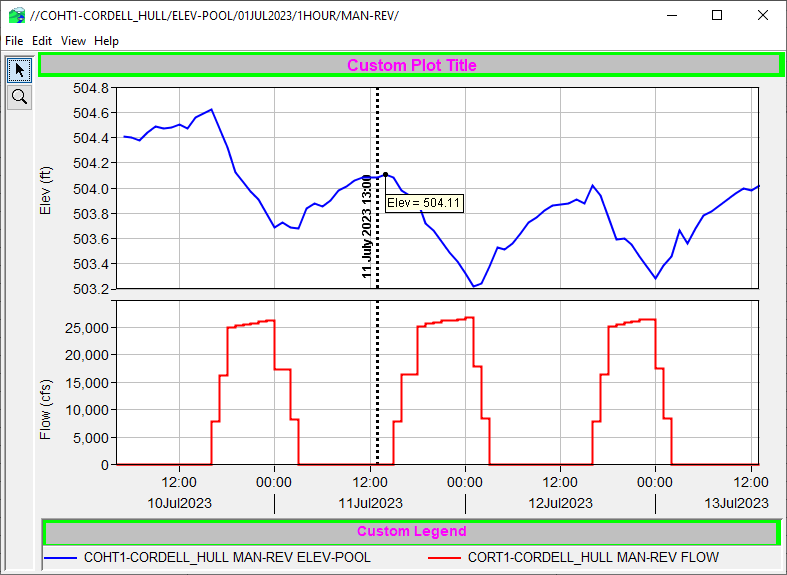 //COHT1-CORDELL_HULL/ELEV-POOL/01JUL2023/1HOUR/MAN-REV/
File Edit View Help
Custom Plot Title
504.8
504.6
504.4
504.2
504.0
503.8
503.6
503.4
503.2
Elev (ft)
11 July 2023 13:00
Elev = 504.11
25,000
20,000
15,000
10,000
5,000
0
Flow (cfs)
12:00 00:00 12:00 00:00 12:00 00:00 12:00
10Jul2023 11Jul2023 12Jul2023 13Jul2023
Custom Legend
COHT1-CORDELL_HULL MAN-REV ELEV-POOL CORT1-CORDELL_HULL MAN-REV FLOW